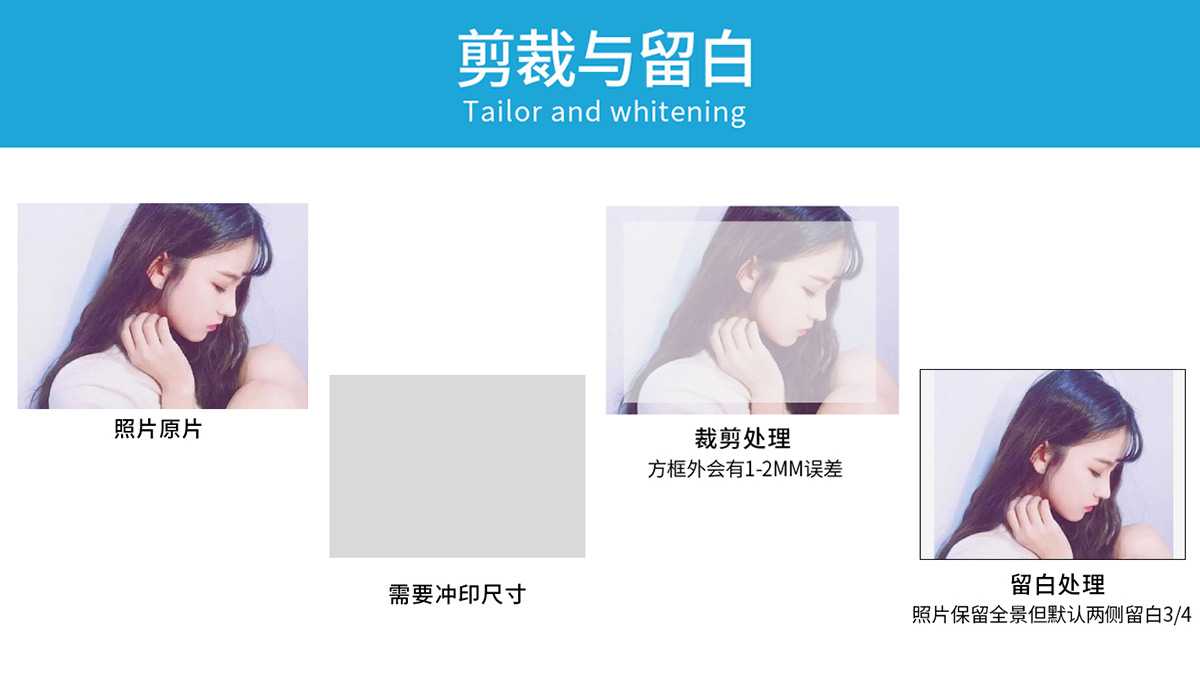 剪裁与留白
Tailor and whitening
照片原片
需要冲印尺寸
裁剪处理
方框外会有1-2MM误差
留白处理
照片保留全景但默认两侧留白3/4